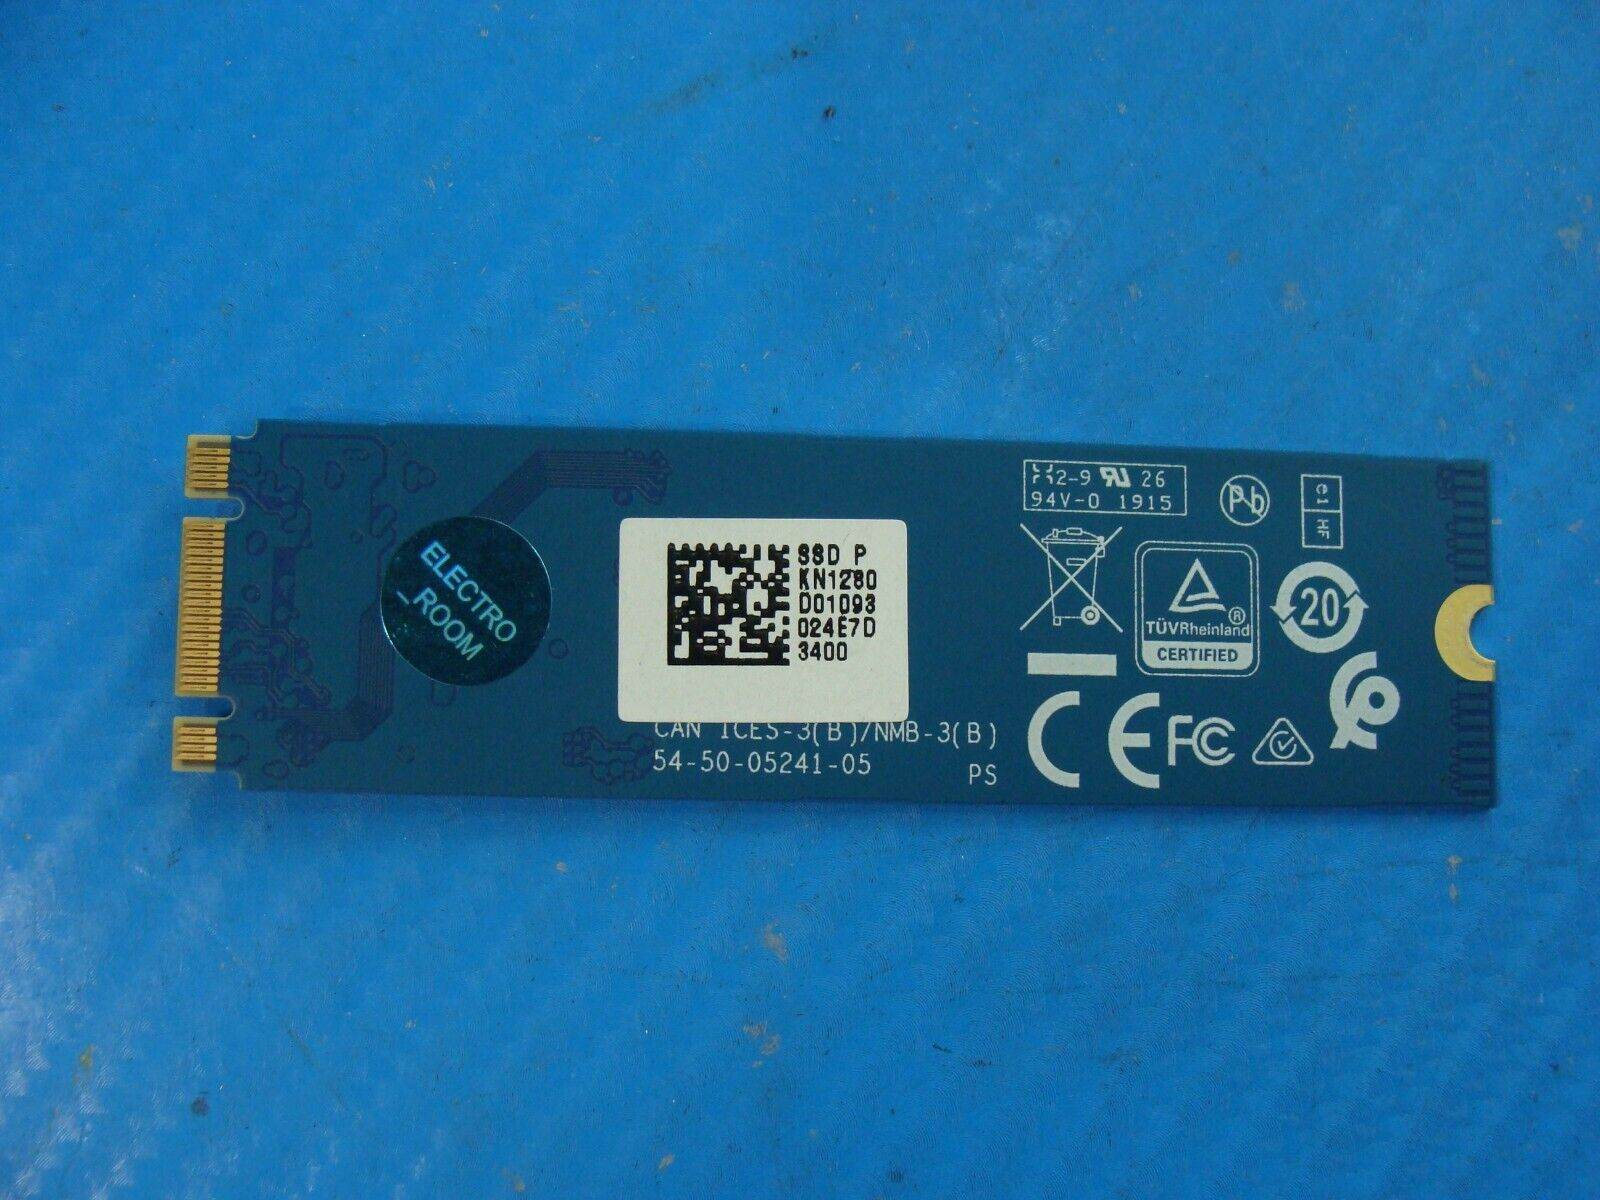 ELECTRO
_ROOM
SSD P
KN1280
D01093
024E7D
3400
2-9 26
94V-0 1915
Pb
e1
HF
TÜVRheinland®
CERTIFIED
20
CAN ICES-3(B)/NMB-3(B)
54-50-05241-05 PS
CE FC